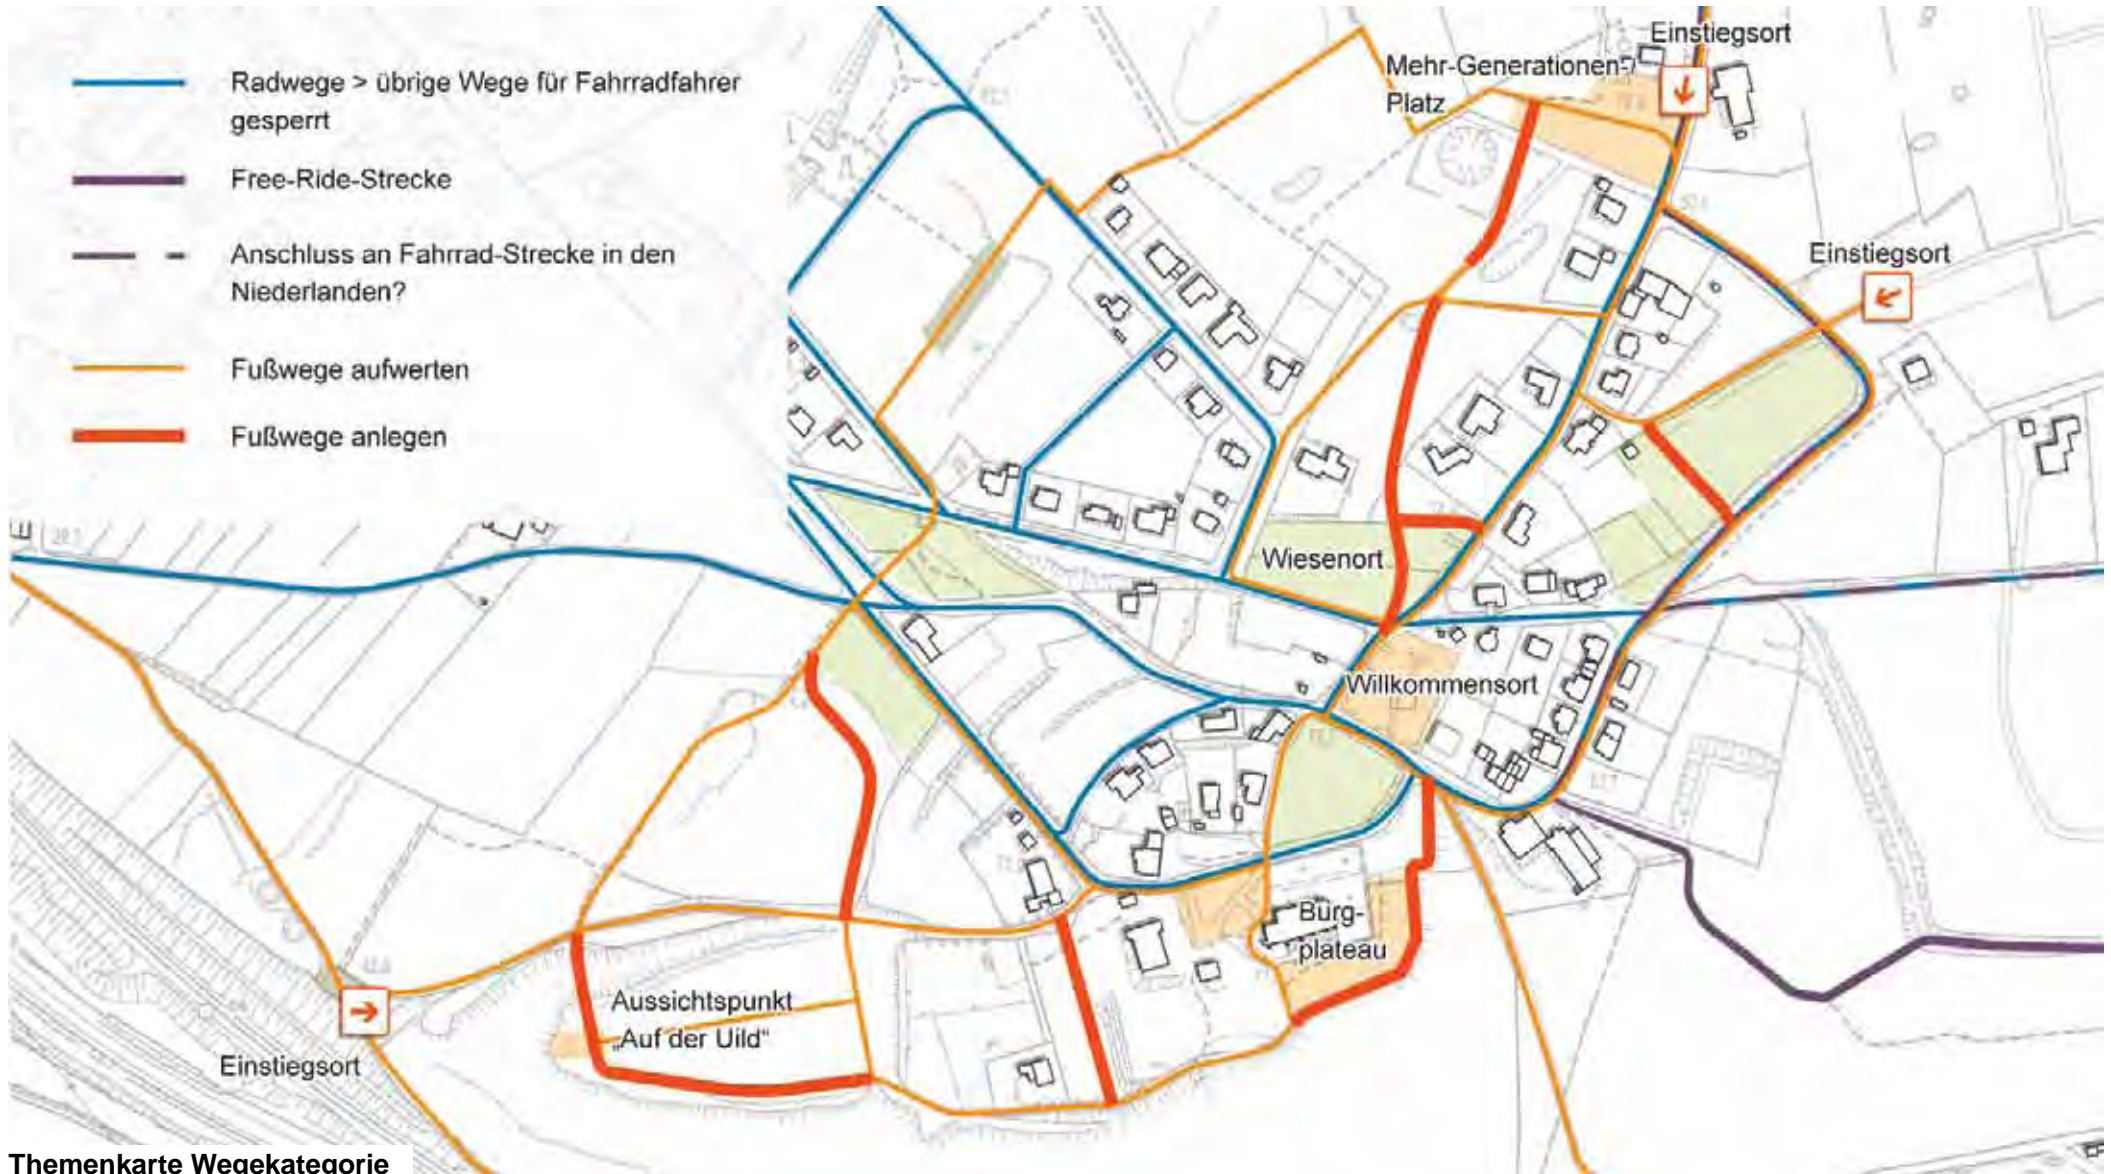 Radwege > übrige Wege für Fahrradfahrer
gesperrt
Free-Ride-Strecke
Anschluss an Fahrrad-Strecke in den
Niederlanden?
Fußwege aufwerten
Fußwege anlegen
Einstiegsort
Mehr-Generationen-
Platz
Einstiegsort
Wiesenort
Willkommensort
Burg-
plateau
Aussichtspunkt
„Auf der Uild“
Einstiegsort
Themenkarte Wegekategorie